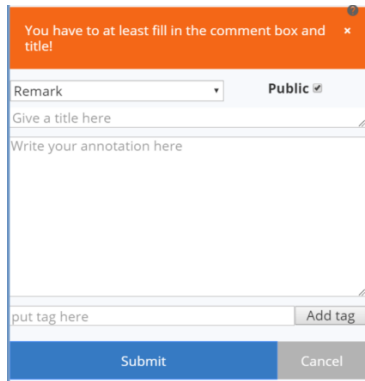 ?
You have to at least fill in the comment box and ×
title!
Remark Public
Give a title here
Write your annotation here
put tag here Add tag
Submit Cancel